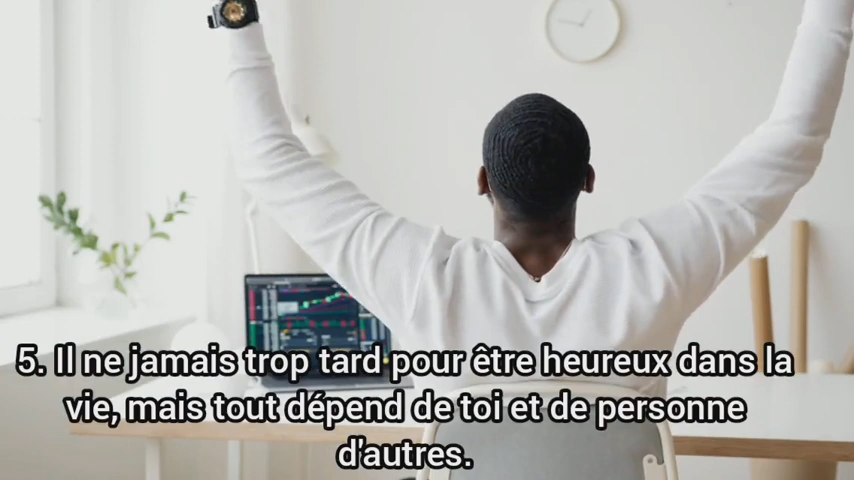 5. Il ne jamais trop tard pour être heureux dans la
vie, mais tout dépend de toi et de personne
d'autres.